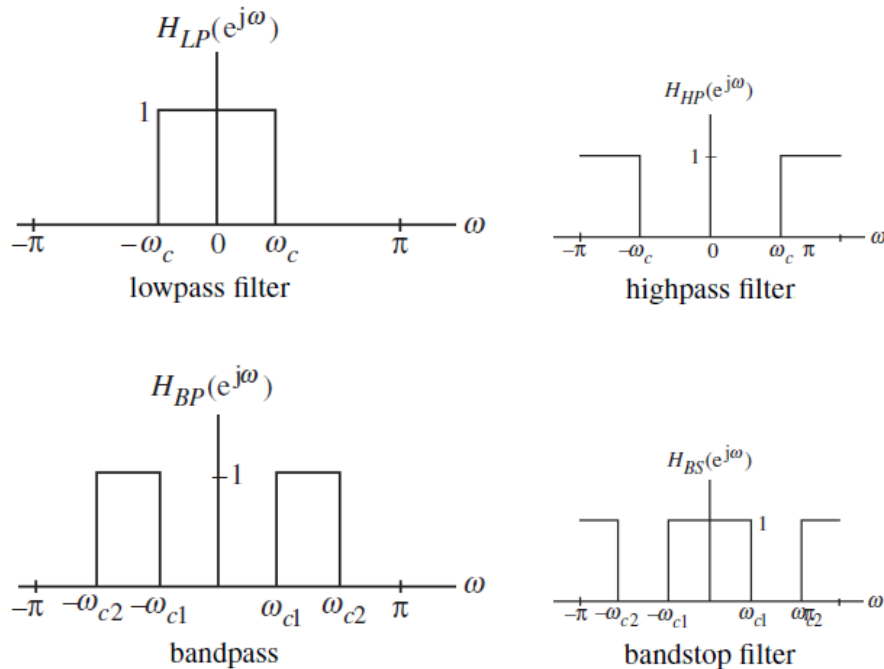 H_LP(e^jω)
1
ω
−π −ω_c 0 ω_c π
lowpass filter
H_HP(e^jω)
1
ω
−π −ω_c 0 ω_c π
highpass filter
H_BP(e^jω)
1
ω
−π −ω_c2 −ω_c1 ω_c1 ω_c2 π
bandpass
H_BS(e^jω)
1
ω
−π −ω_c2 −ω_c1 ω_c1 ω_c2 π
bandstop filter